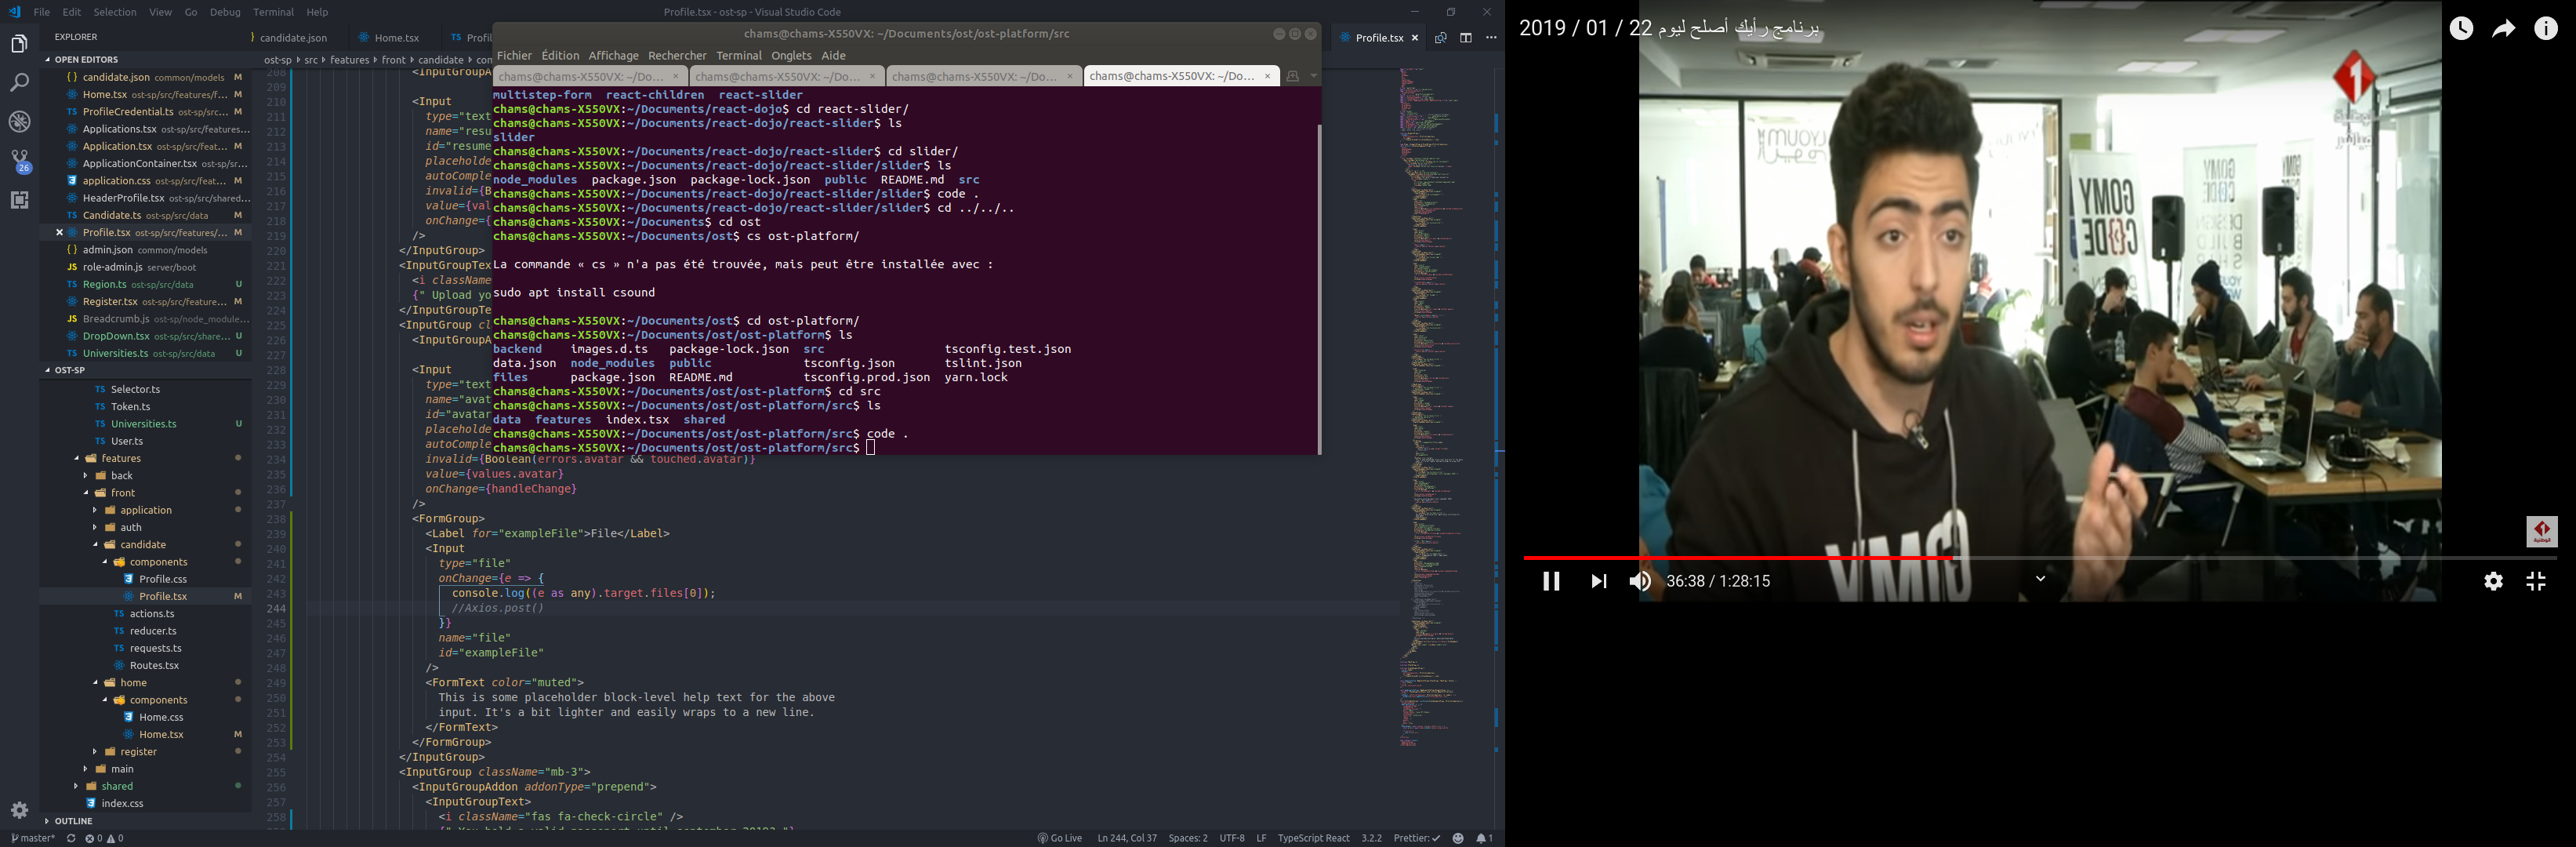 File Edit Selection View Go Debug Terminal Help
Profile.tsx - ost-sp - Visual Studio Code
EXPLORER
OPEN EDITORS
{ } candidate.json common/models M
Home.tsx ost-sp/src/features/f... M
TS ProfileCredential.ts ost-sp/src... M
Applications.tsx ost-sp/src/features...
Application.tsx ost-sp/src/feat... M
ApplicationContainer.tsx ost-sp/sr...
application.css ost-sp/src/feat... M
HeaderProfile.tsx ost-sp/src/shared...
TS Candidate.ts ost-sp/src/data M
Profile.tsx ost-sp/src/features/... M
{ } admin.json common/models
JS role-admin.js server/boot
TS Region.ts ost-sp/src/data U
Register.tsx ost-sp/src/feature... M
JS Breadcrumb.js ost-sp/node_module...
DropDown.tsx ost-sp/src/share... U
TS Universities.ts ost-sp/src/data U
26
OST-SP
TS Selector.ts
TS Token.ts
TS Universities.ts U
TS User.ts
features
back
front
application
auth
candidate
components
Profile.css
Profile.tsx M
TS actions.ts
TS reducer.ts
TS requests.ts
Routes.tsx
home
components
Home.css
Home.tsx M
register
main
shared
index.css
OUTLINE
candidate.json Home.tsx TS Profil
Profile.tsx
ost-sp › src › features › front › candidate › con
208 <InputGroupA
209
210 <Input
211 type="text
212 name="resu
213 id="resume
214 placeholde
215 autoComple
216 invalid={B
217 value={val
218 onChange={
219 />
220 </InputGroup>
221 <InputGroupTex
222 <i className
223 {" Upload yo
224 </InputGroupTe
225 <InputGroup cl
226 <InputGroupA
227
228 <Input
229 type="text
230 name="avat
231 id="avatar
232 placeholde
233 autoComple
234 invalid={Boolean(errors.avatar && touched.avatar)}
235 value={values.avatar}
236 onChange={handleChange}
237 />
238 <FormGroup>
239 <Label for="exampleFile">File</Label>
240 <Input
241 type="file"
242 onChange={e => {
243 console.log((e as any).target.files[0]);
244 //Axios.post()
245 }}
246 name="file"
247 id="exampleFile"
248 />
249 <FormText color="muted">
250 This is some placeholder block-level help text for the above
251 input. It's a bit lighter and easily wraps to a new line.
252 </FormText>
253 </FormGroup>
254 </InputGroup>
255 <InputGroup className="mb-3">
256 <InputGroupAddon addonType="prepend">
257 <InputGroupText>
258 <i className="fas fa-check-circle" />
chams@chams-X550VX: ~/Documents/ost/ost-platform/src
Fichier Édition Affichage Rechercher Terminal Onglets Aide
chams@chams-X550VX: ~/Do... chams@chams-X550VX: ~/Do... chams@chams-X550VX: ~/Do... chams@chams-X550VX: ~/Do...
multistep-form react-children react-slider
chams@chams-X550VX:~/Documents/react-dojo$ cd react-slider/
chams@chams-X550VX:~/Documents/react-dojo/react-slider$ ls
slider
chams@chams-X550VX:~/Documents/react-dojo/react-slider$ cd slider/
chams@chams-X550VX:~/Documents/react-dojo/react-slider/slider$ ls
node_modules package.json package-lock.json public README.md src
chams@chams-X550VX:~/Documents/react-dojo/react-slider/slider$ code .
chams@chams-X550VX:~/Documents/react-dojo/react-slider/slider$ cd ../../..
chams@chams-X550VX:~/Documents$ cd ost
chams@chams-X550VX:~/Documents/ost$ cs ost-platform/
La commande « cs » n'a pas été trouvée, mais peut être installée avec :
sudo apt install csound
chams@chams-X550VX:~/Documents/ost$ cd ost-platform/
chams@chams-X550VX:~/Documents/ost/ost-platform$ ls
backend images.d.ts package-lock.json src tsconfig.test.json
data.json node_modules public tsconfig.json tslint.json
files package.json README.md tsconfig.prod.json yarn.lock
chams@chams-X550VX:~/Documents/ost/ost-platform$ cd src
chams@chams-X550VX:~/Documents/ost/ost-platform/src$ ls
data features index.tsx shared
chams@chams-X550VX:~/Documents/ost/ost-platform/src$ code .
chams@chams-X550VX:~/Documents/ost/ost-platform/src$
master* 0 0
Go Live Ln 244, Col 37 Spaces: 2 UTF-8 LF TypeScript React 3.2.2 Prettier: ✓ 1
برنامج رأيك أصلح ليوم 22 / 01 / 2019
GOMY
CODE
GOMY
CODE
GMY
الوطنية
36:38 / 1:28:15